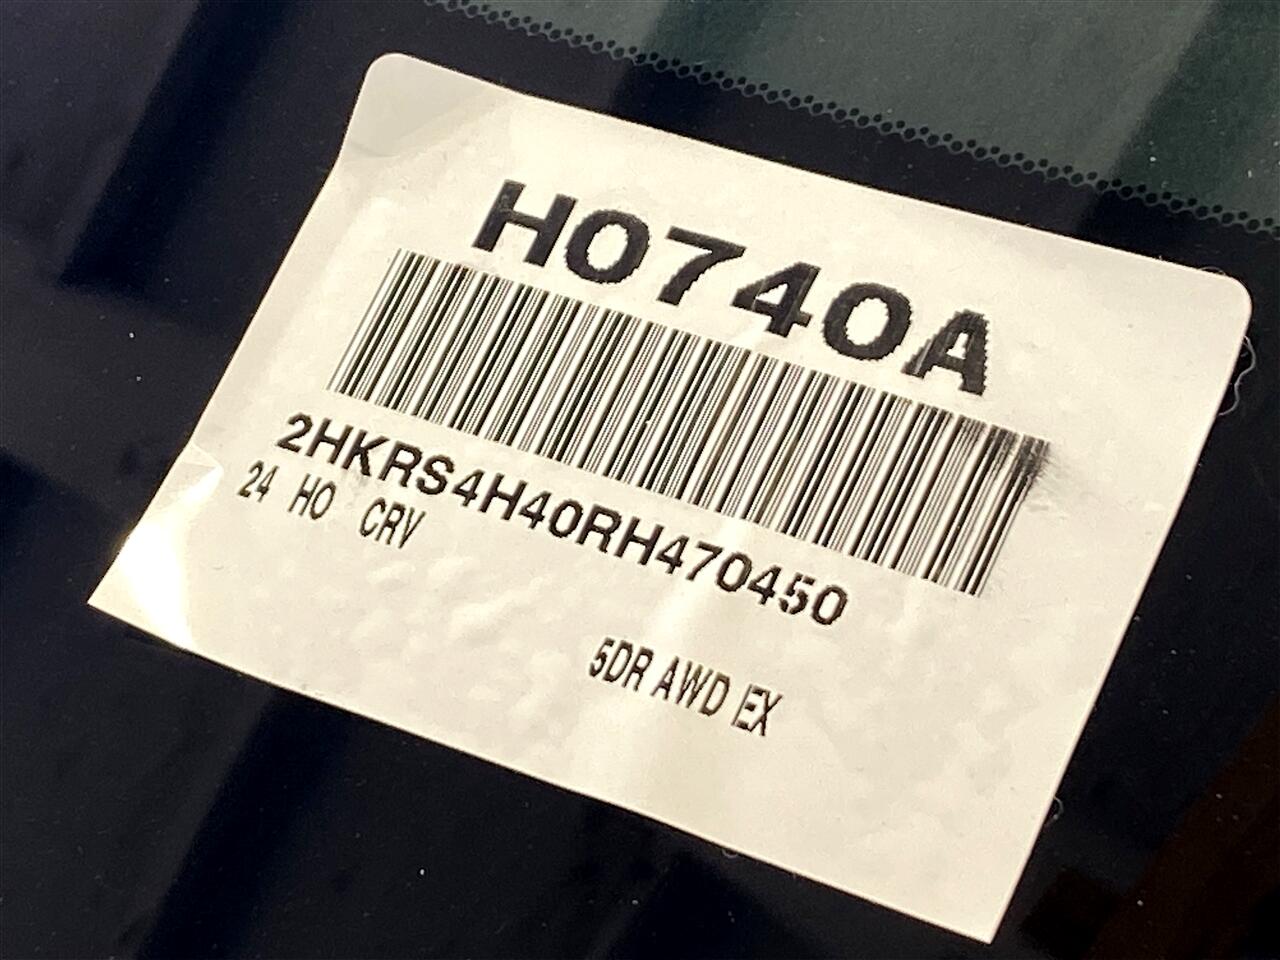 H0740A
2HKRS4H40RH470450
24 HO CRV
5DR AWD EX